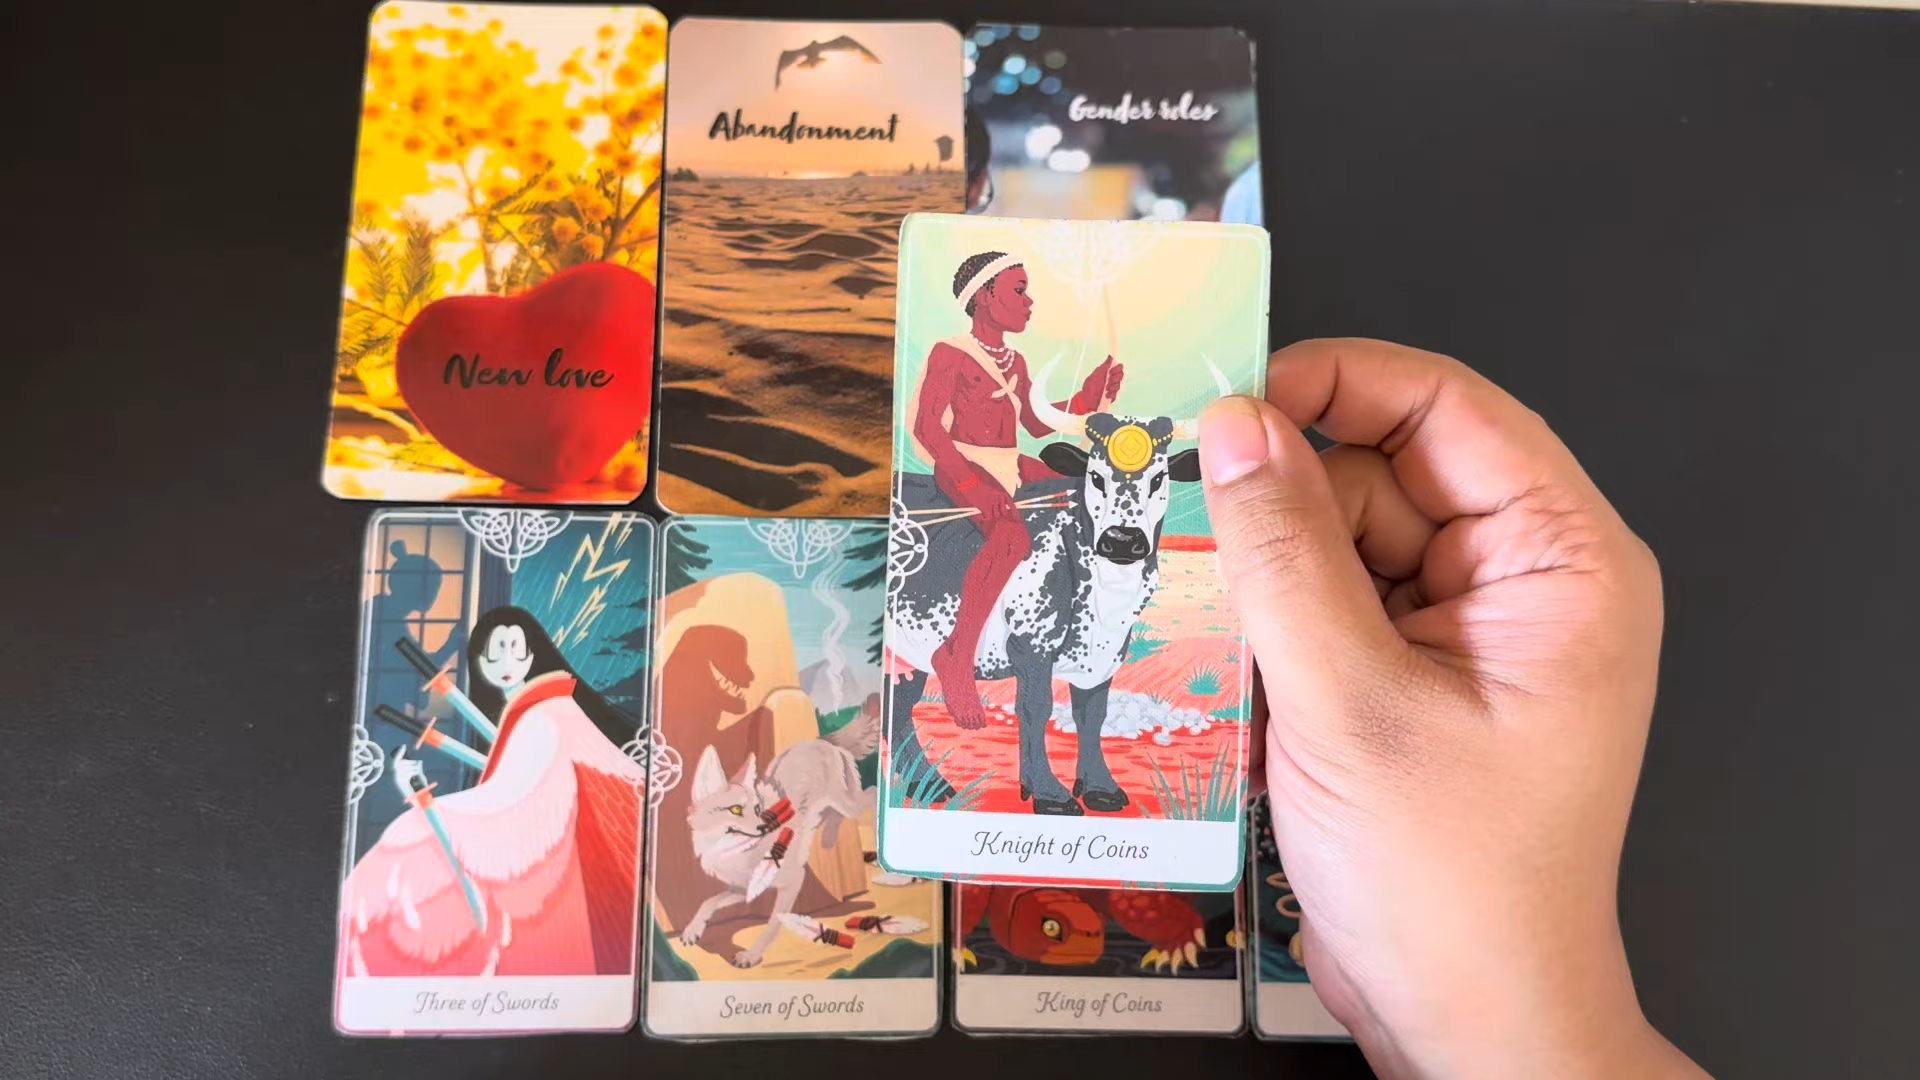 New love
Abandonment
Gender roles
Knight of Coins
Three of Swords
Seven of Swords
King of Coins